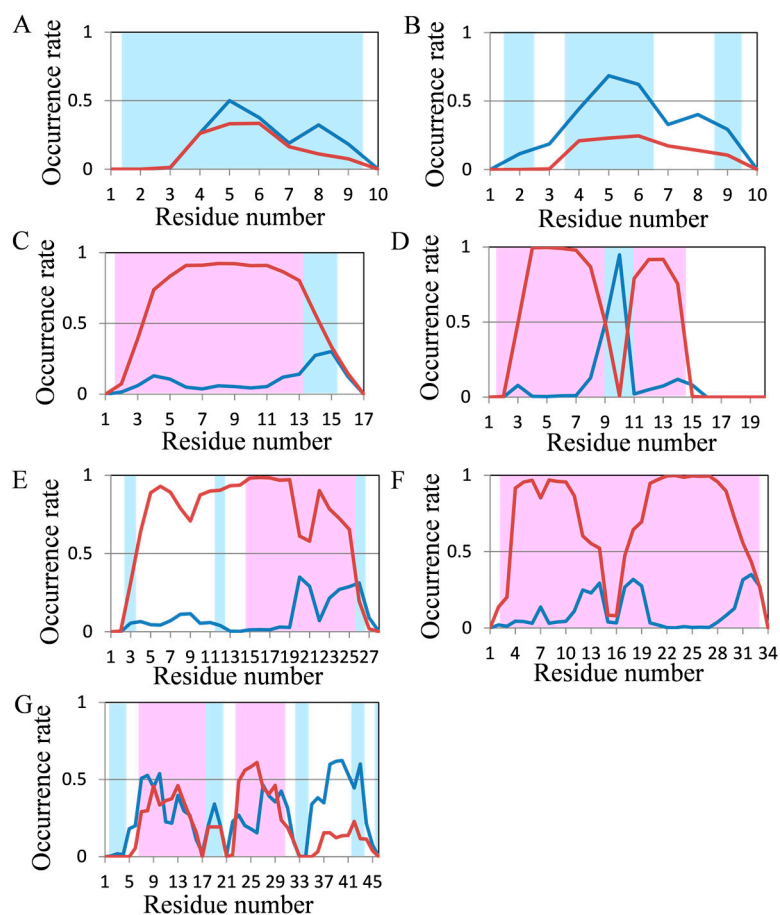 A
Occurrence rate
1
0.5
0
1 2 3 4 5 6 7 8 9 10
Residue number
B
Occurrence rate
1
0.5
0
1 2 3 4 5 6 7 8 9 10
Residue number
C
Occurrence rate
1
0.5
0
1 3 5 7 9 11 13 15 17
Residue number
D
Occurrence rate
1
0.5
0
1 3 5 7 9 11 13 15 17 19
Residue number
E
Occurrence rate
1
0.5
0
1 3 5 7 9 11 13 15 17 19 21 23 25 27
Residue number
F
Occurrence rate
1
0.5
0
1 4 7 10 13 16 19 22 25 28 31 34
Residue number
G
Occurrence rate
1
0.5
0
1 5 9 13 17 21 25 29 33 37 41 45
Residue number